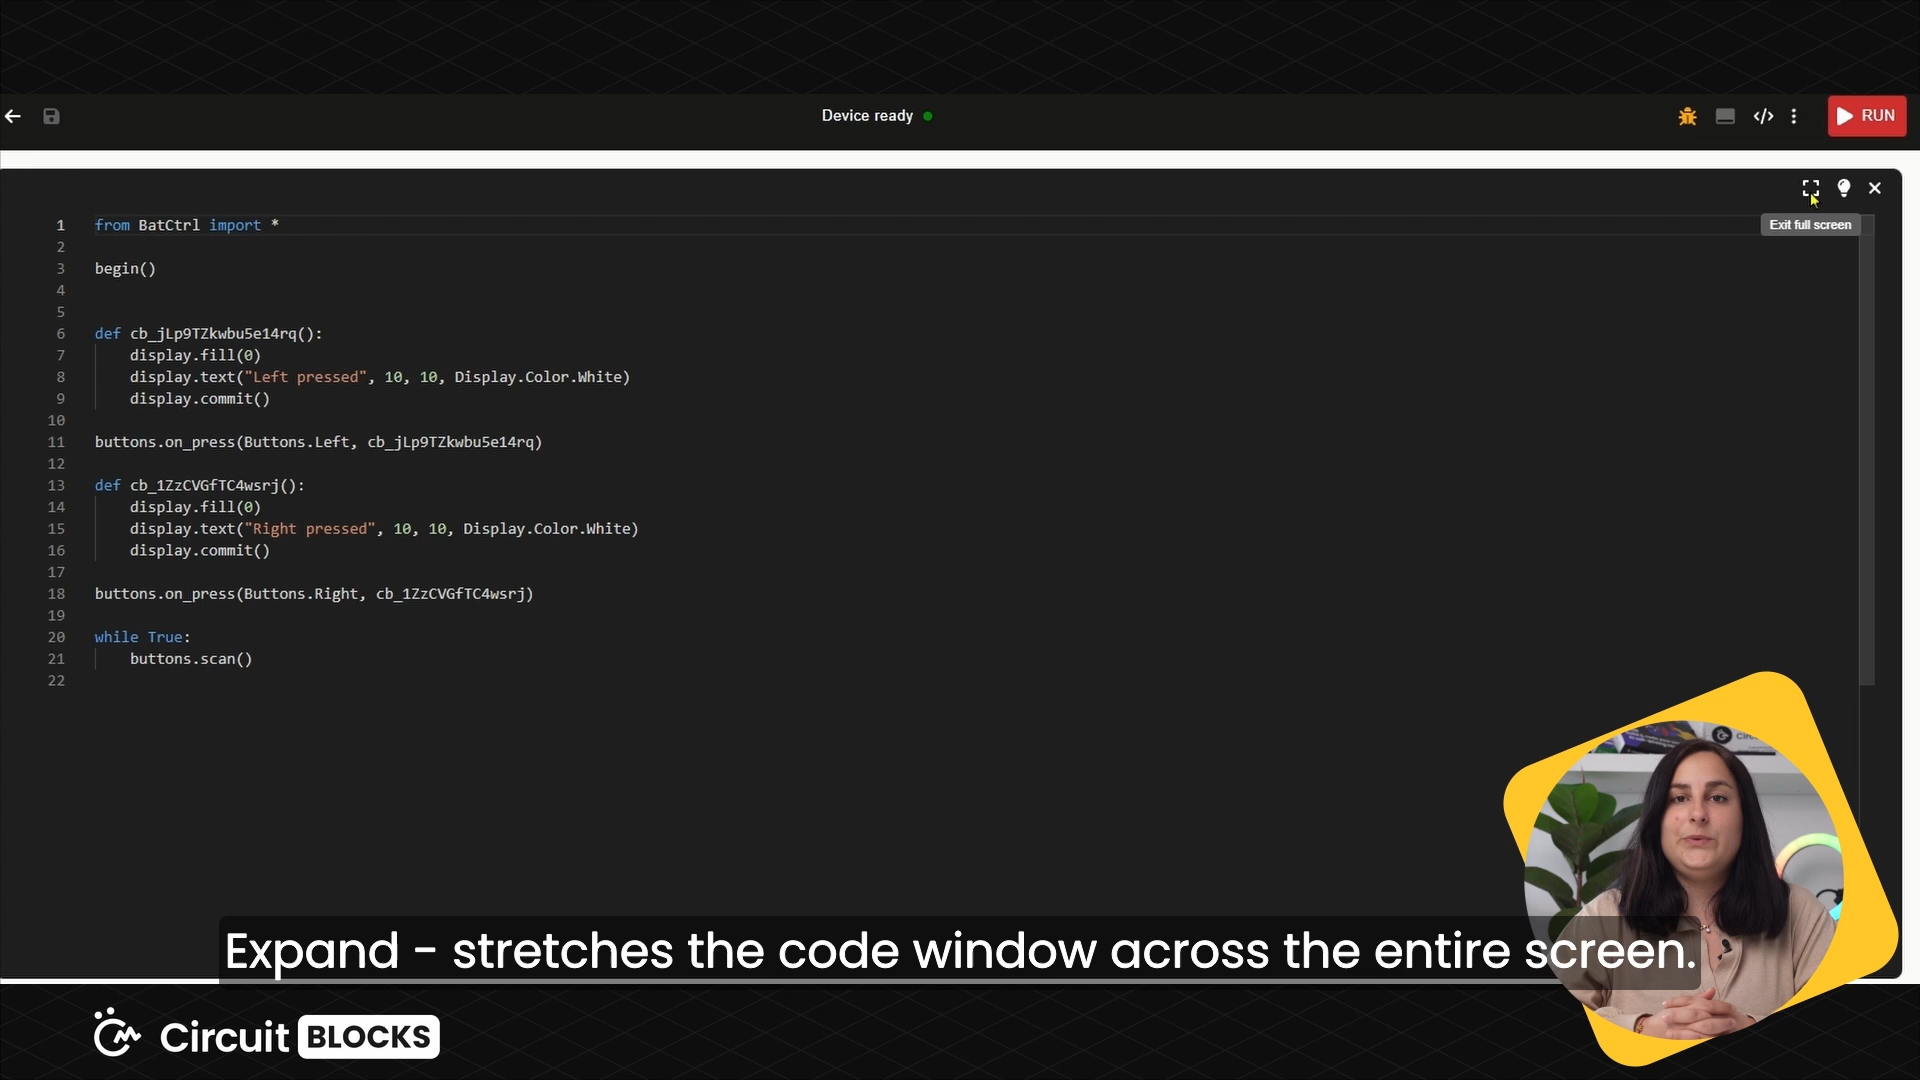 Device ready
</>
RUN
Exit full screen
1 from BatCtrl import *
2
3 begin()
4
5
6 def cb_jLp9TZkwbu5e14rq():
7 display.fill(0)
8 display.text("Left pressed", 10, 10, Display.Color.White)
9 display.commit()
10
11 buttons.on_press(Buttons.Left, cb_jLp9TZkwbu5e14rq)
12
13 def cb_1ZzCVGfTC4wsrj():
14 display.fill(0)
15 display.text("Right pressed", 10, 10, Display.Color.White)
16 display.commit()
17
18 buttons.on_press(Buttons.Right, cb_1ZzCVGfTC4wsrj)
19
20 while True:
21 buttons.scan()
22
Expand - stretches the code window across the entire screen.
Circuit BLOCKS